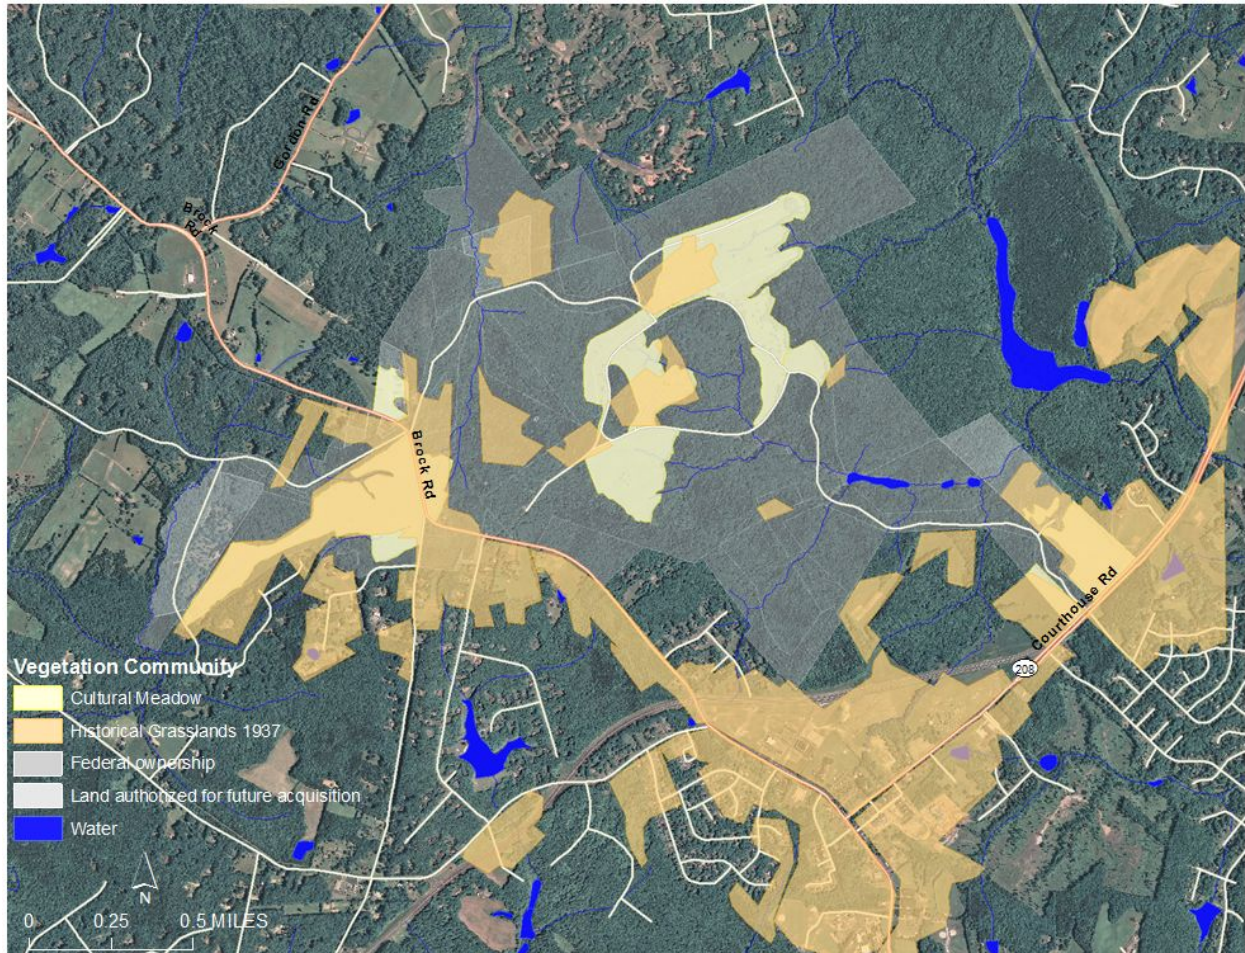 Gordon Rd
Brock
Rd
Brock Rd
Courthouse Rd
208
Vegetation Community
Cultural Meadow
Historical Grasslands 1937
Federal ownership
Land authorized for future acquisition
Water
N
0 0.25 0.5 MILES